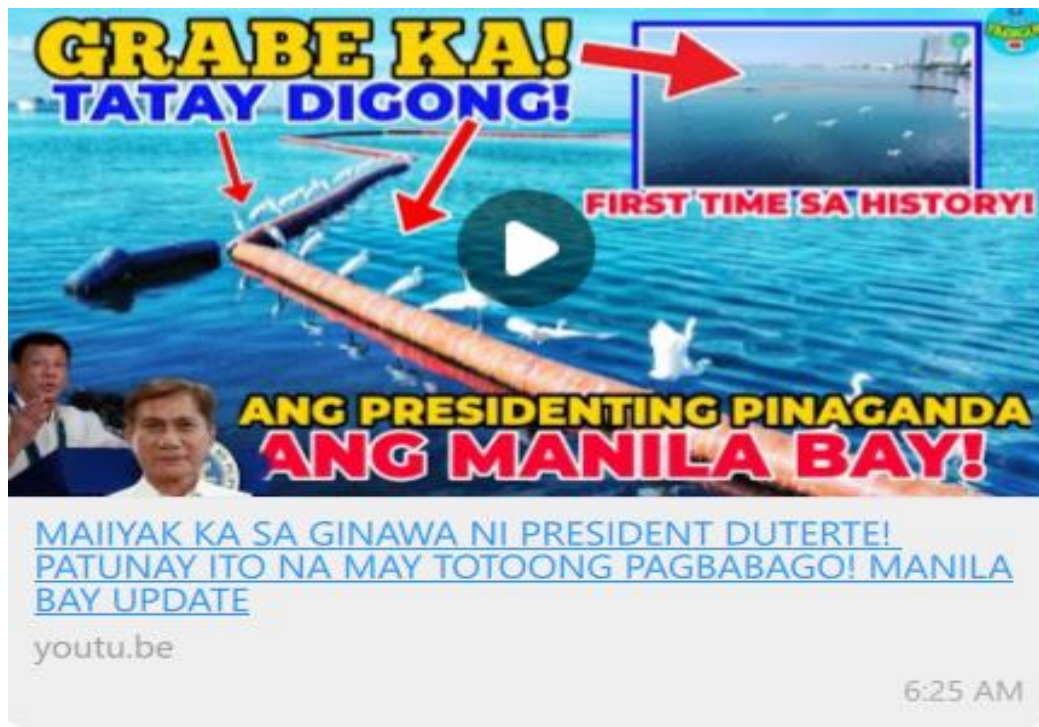 GRABE KA!
TATAY DIGONG!
FIRST TIME SA HISTORY!
ANG PRESIDENTING PINAGANDA
ANG MANILA BAY!
MAIIYAK KA SA GINAWA NI PRESIDENT DUTERTE!
PATUNAY ITO NA MAY TOTOONG PAGBABAGO! MANILA
BAY UPDATE
youtu.be
6:25 AM